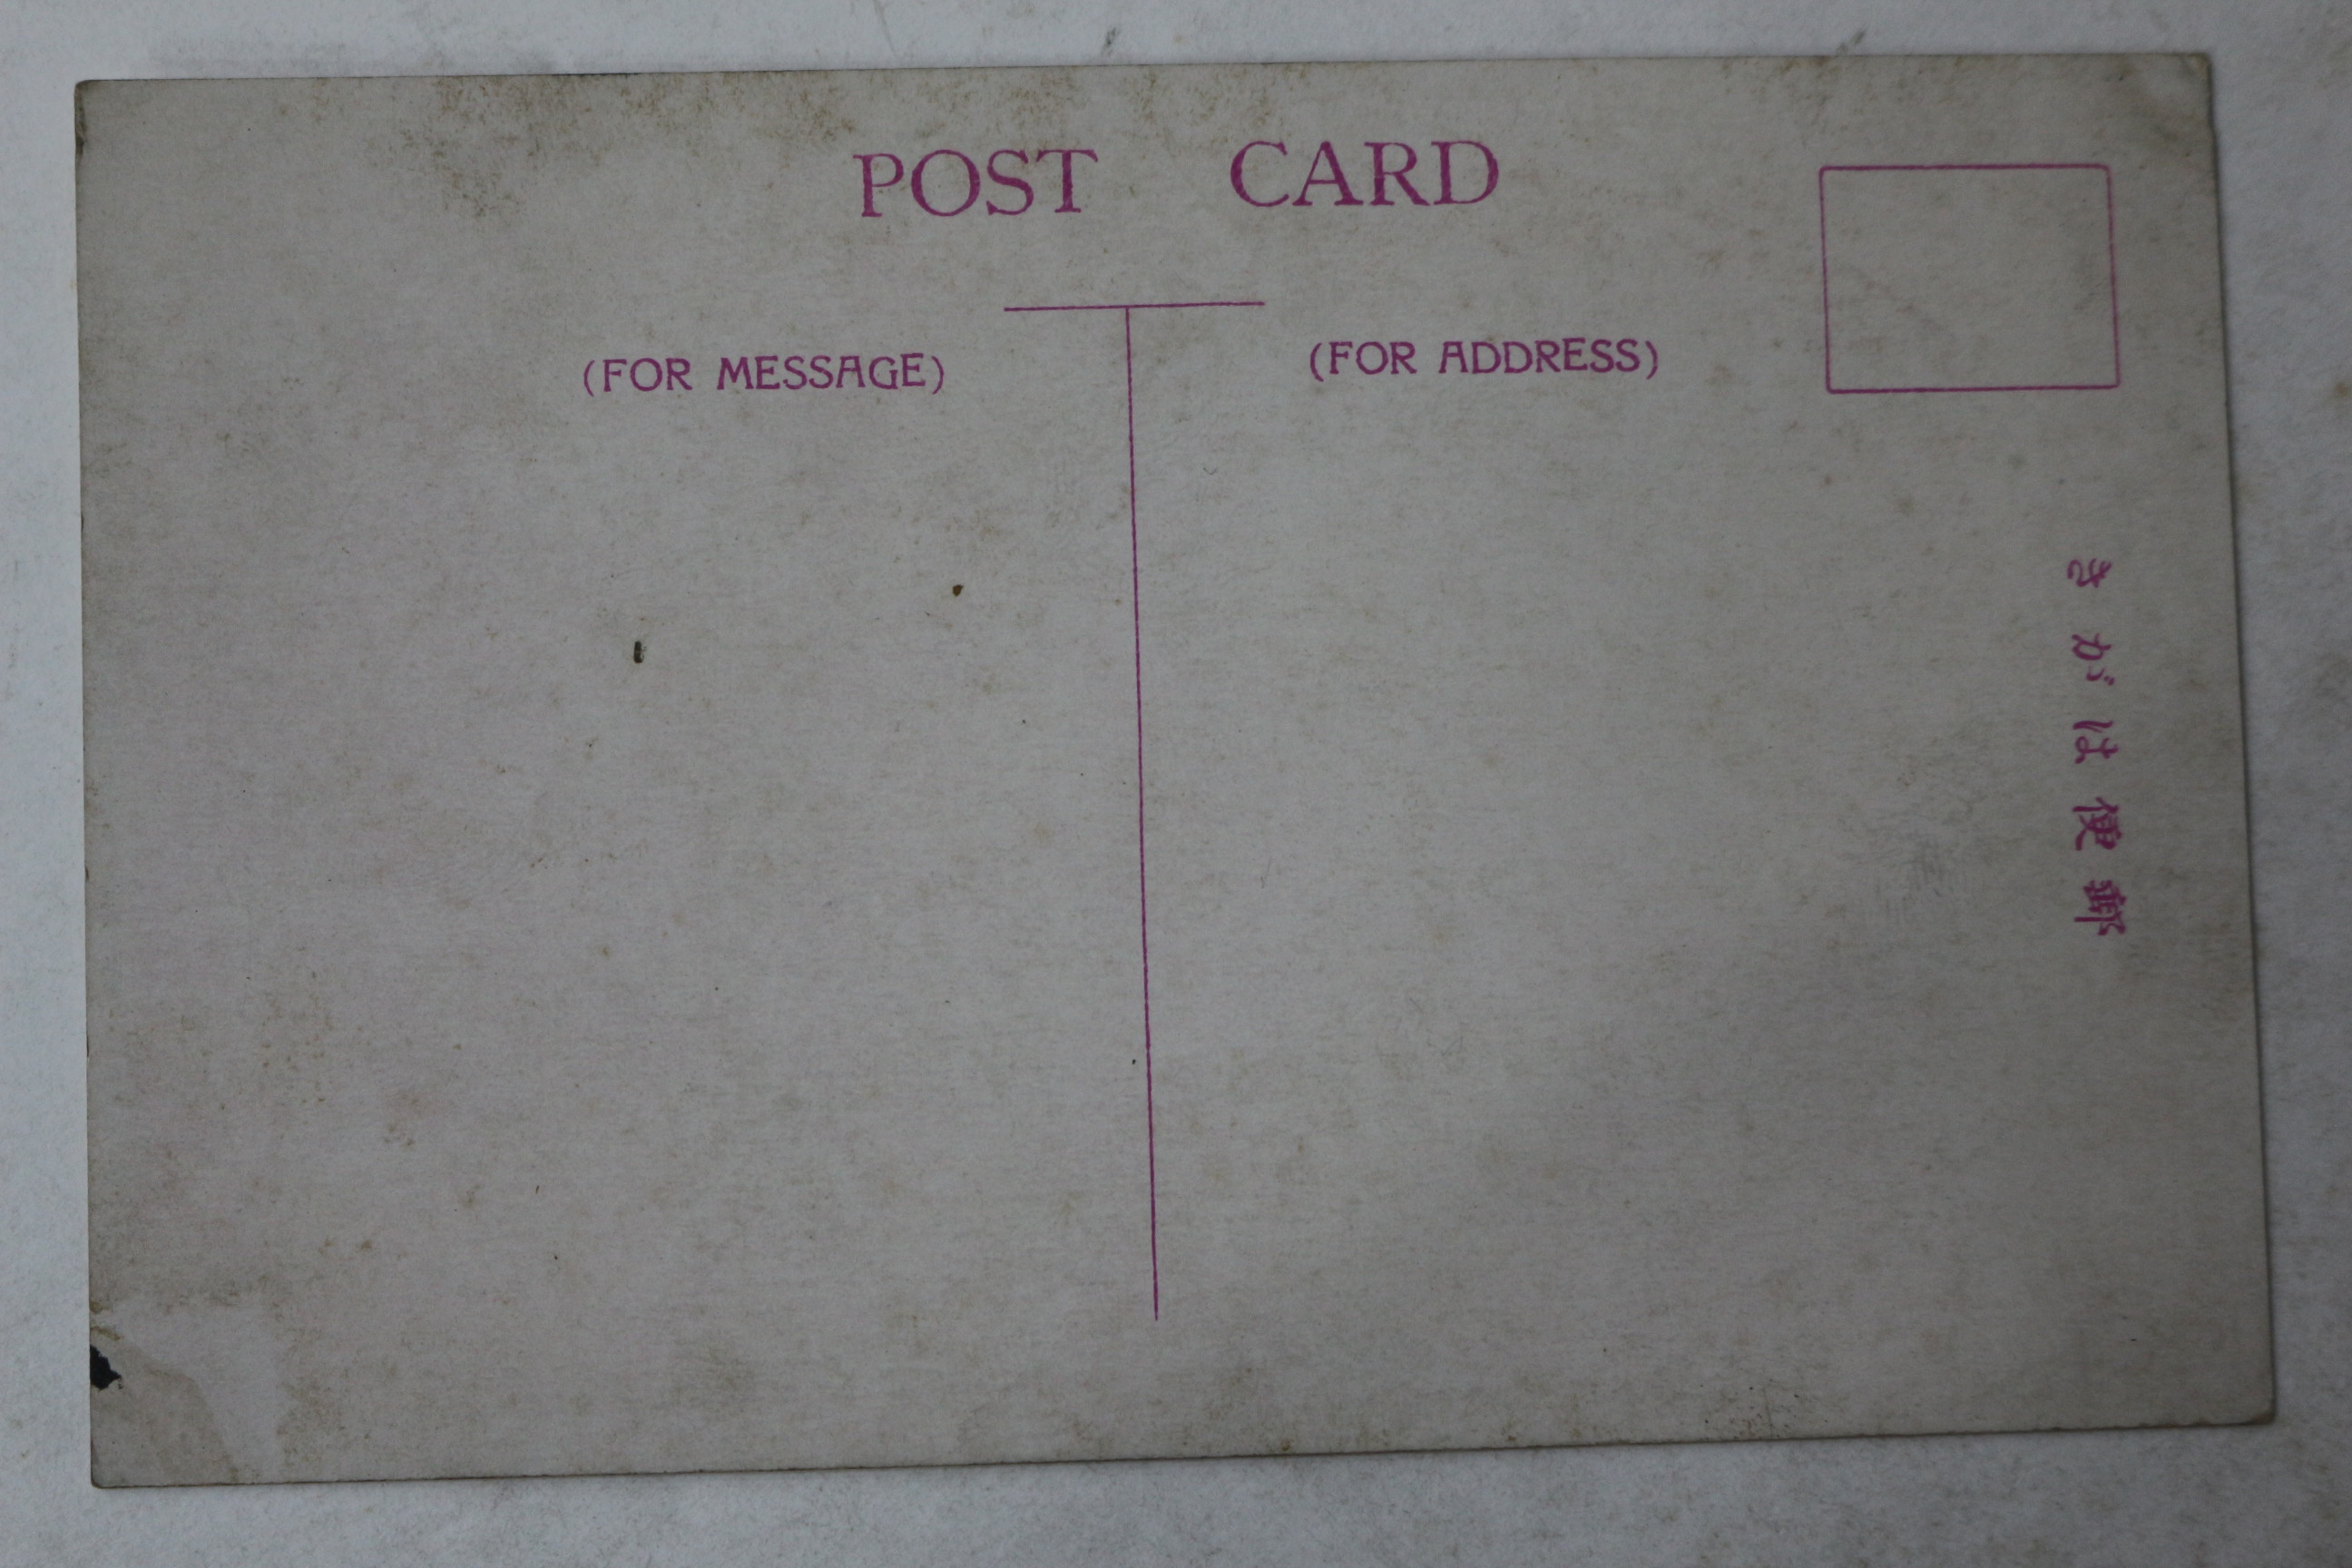 POST CARD
(FOR MESSAGE)
(FOR ADDRESS)
きがは便郵